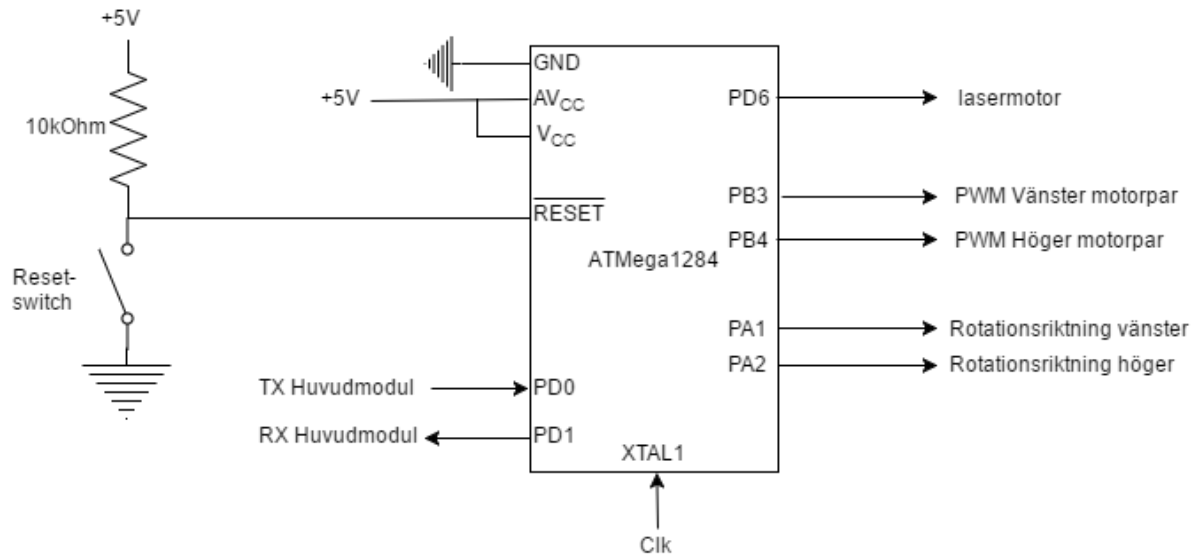 +5V
10kOhm
Reset-
switch
+5V
GND
AVCC
VCC
RESET
ATMega1284
PD6
lasermotor
PB3
PWM Vänster motorpar
PB4
PWM Höger motorpar
PA1
Rotationsriktning vänster
PA2
Rotationsriktning höger
TX Huvudmodul
PD0
RX Huvudmodul
PD1
XTAL1
Clk